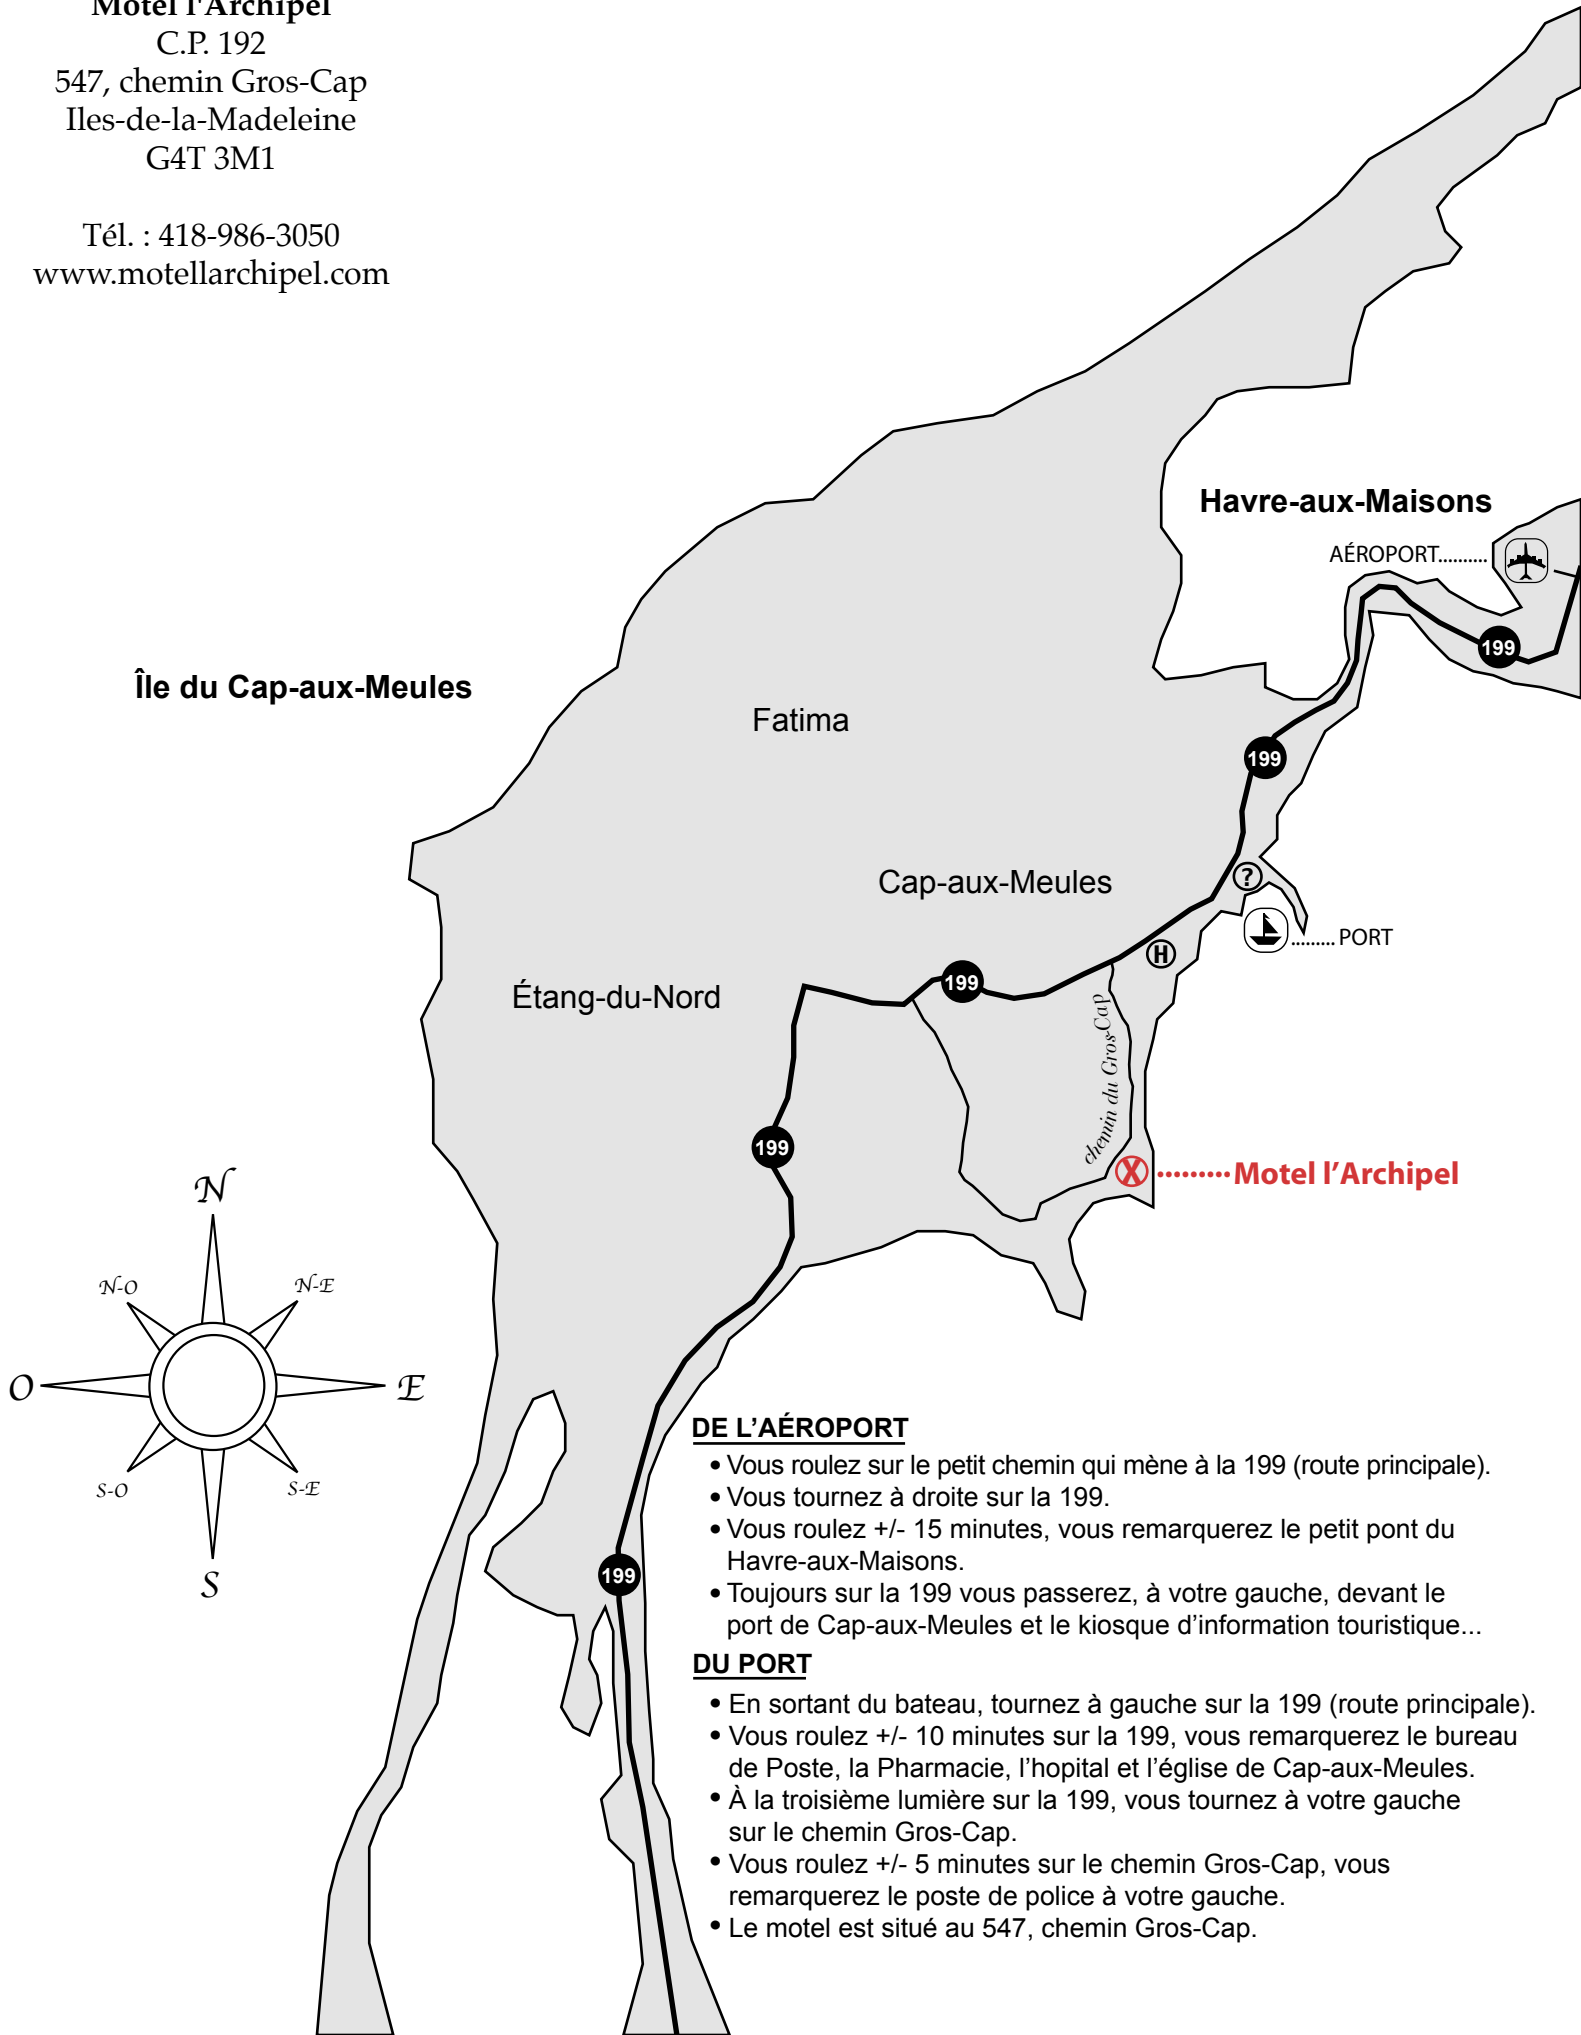 Motel l'Archipel
C.P. 192
547, chemin Gros-Cap
Iles-de-la-Madeleine
G4T 3M1
Tél. : 418-986-3050
www.motellarchipel.com
Havre-aux-Maisons
AÉROPORT..........
199
Île du Cap-aux-Meules
Fatima
199
Cap-aux-Meules
?
......... PORT
H
199
Étang-du-Nord
chemin du Gros-Cap
199
X ......... Motel l'Archipel
N
N-O
N-E
O
E
S-O
S-E
S
199
DE L'AÉROPORT
• Vous roulez sur le petit chemin qui mène à la 199 (route principale).
• Vous tournez à droite sur la 199.
• Vous roulez +/- 15 minutes, vous remarquerez le petit pont du
Havre-aux-Maisons.
• Toujours sur la 199 vous passerez, à votre gauche, devant le
port de Cap-aux-Meules et le kiosque d'information touristique...
DU PORT
• En sortant du bateau, tournez à gauche sur la 199 (route principale).
• Vous roulez +/- 10 minutes sur la 199, vous remarquerez le bureau
de Poste, la Pharmacie, l'hopital et l'église de Cap-aux-Meules.
• À la troisième lumière sur la 199, vous tournez à votre gauche
sur le chemin Gros-Cap.
• Vous roulez +/- 5 minutes sur le chemin Gros-Cap, vous
remarquerez le poste de police à votre gauche.
• Le motel est situé au 547, chemin Gros-Cap.